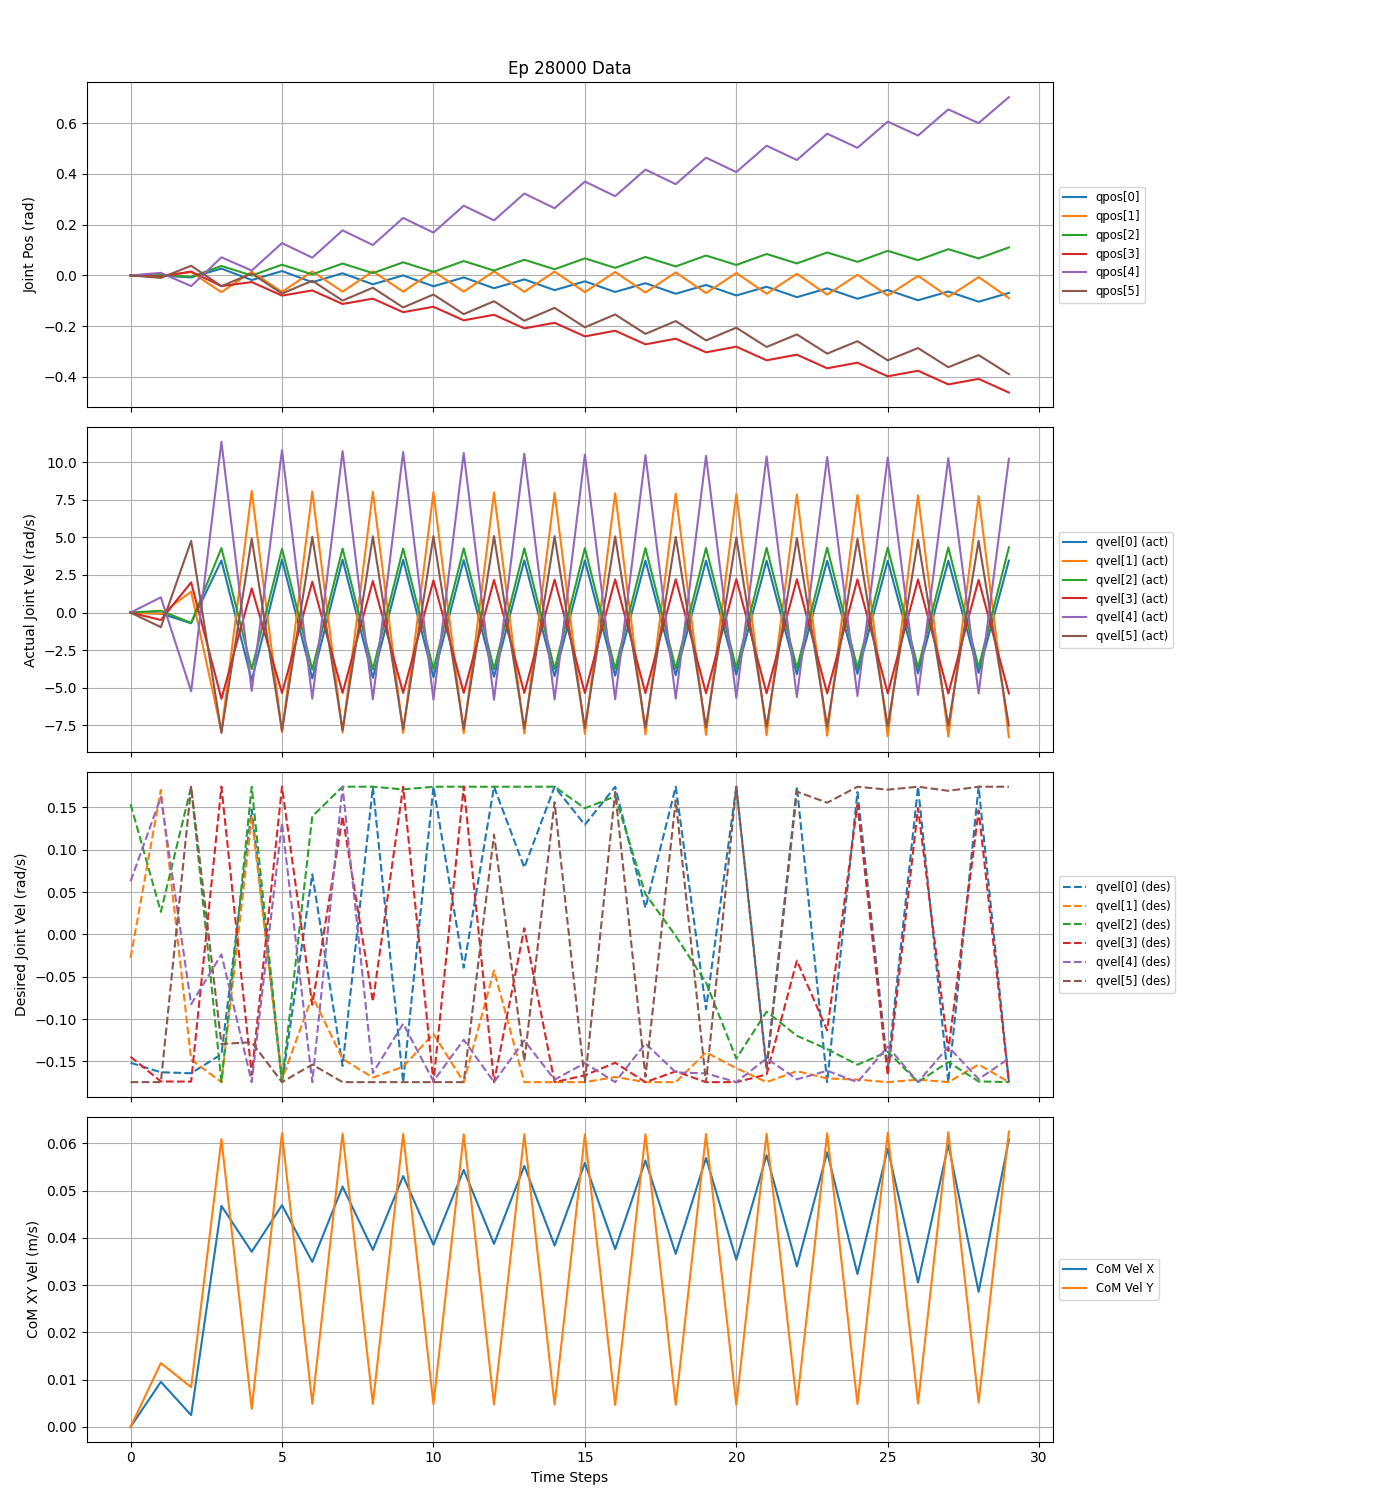 Ep 28000 Data
Joint Pos (rad)
0.6
0.4
0.2
0.0
−0.2
−0.4
qpos[0]
qpos[1]
qpos[2]
qpos[3]
qpos[4]
qpos[5]
Actual Joint Vel (rad/s)
10.0
7.5
5.0
2.5
0.0
−2.5
−5.0
−7.5
qvel[0] (act)
qvel[1] (act)
qvel[2] (act)
qvel[3] (act)
qvel[4] (act)
qvel[5] (act)
Desired Joint Vel (rad/s)
0.15
0.10
0.05
0.00
−0.05
−0.10
−0.15
qvel[0] (des)
qvel[1] (des)
qvel[2] (des)
qvel[3] (des)
qvel[4] (des)
qvel[5] (des)
CoM XY Vel (m/s)
0.06
0.05
0.04
0.03
0.02
0.01
0.00
CoM Vel X
CoM Vel Y
0 5 10 15 20 25 30
Time Steps